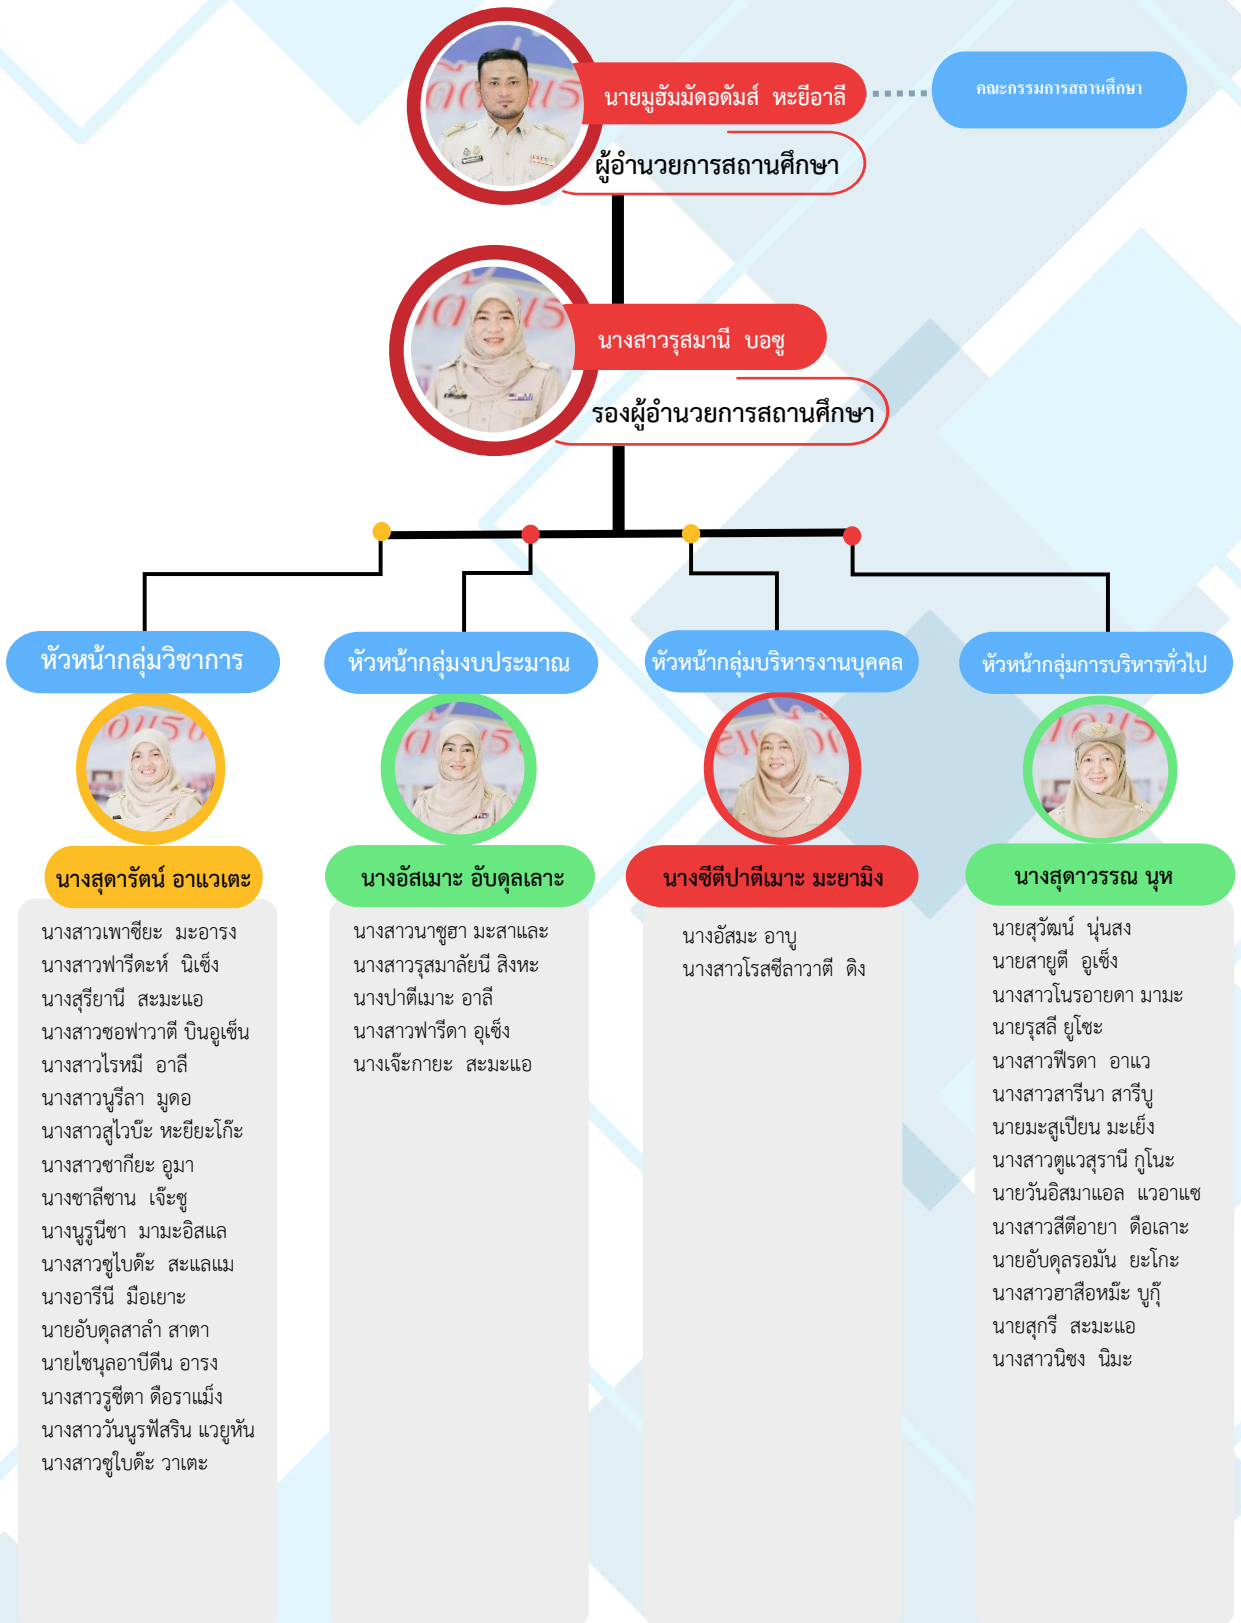 นายมูฮัมมัดอดัมส์ หะยีอาลี
คณะกรรมการสถานศึกษา
ผู้อำนวยการสถานศึกษา
นางสาวรุสมานี บอซู
รองผู้อำนวยการสถานศึกษา
หัวหน้ากลุ่มวิชาการ
นางสุดารัตน์ อาแวเตะ
นางสาวเพาซียะ มะอารง
นางสาวฟารีดะห์ นิเซ็ง
นางสุรียานี สะมะแอ
นางสาวซอฟาวาตี บินอูเซ็น
นางสาวไรหมี อาลี
นางสาวนูรีลา มูดอ
นางสาวสูไวบ๊ะ หะยียะโก๊ะ
นางสาวซากียะ อูมา
นางซาลีซาน เจ๊ะซู
นางนูรูนีซา มามะอิสแล
นางสาวซูไบด๊ะ สะแลแม
นางอารีนี มือเยาะ
นายอับดุลสาลำ สาตา
นายไซนุลอาบีดีน อารง
นางสาวรูซีตา ดือราแม็ง
นางสาววันนูรฟัสริน แวยูหัน
นางสาวซูใบด๊ะ วาเตะ
หัวหน้ากลุ่มงบประมาณ
นางอัสเมาะ อับดุลเลาะ
นางสาวนาซูฮา มะสาและ
นางสาวรุสมาลัยนี สิงหะ
นางปาตีเมาะ อาลี
นางสาวฟารีดา อุเซ็ง
นางเจ๊ะกายะ สะมะแอ
หัวหน้ากลุ่มบริหารงานบุคคล
นางซีตีปาตีเมาะ มะยามิง
นางอัสมะ อาบู
นางสาวโรสซีลาวาตี ดิง
หัวหน้ากลุ่มการบริหารทั่วไป
นางสุดาวรรณ นุห
นายสุวัฒน์ นุ่นสง
นายสายูตี อูเซ็ง
นางสาวโนรอายดา มามะ
นายรุสลี ยูโซะ
นางสาวฟีรดา อาแว
นางสาวสารีนา สารีบู
นายมะสูเปียน มะเย็ง
นางสาวตูแวสุรานี กูโนะ
นายวันอิสมาแอล แวอาแซ
นางสาวสีตีอายา ดือเลาะ
นายอับดุลรอมัน ยะโกะ
นางสาวฮาสือหม๊ะ บูกุ๊
นายสุกรี สะมะแอ
นางสาวนิซง นิมะ